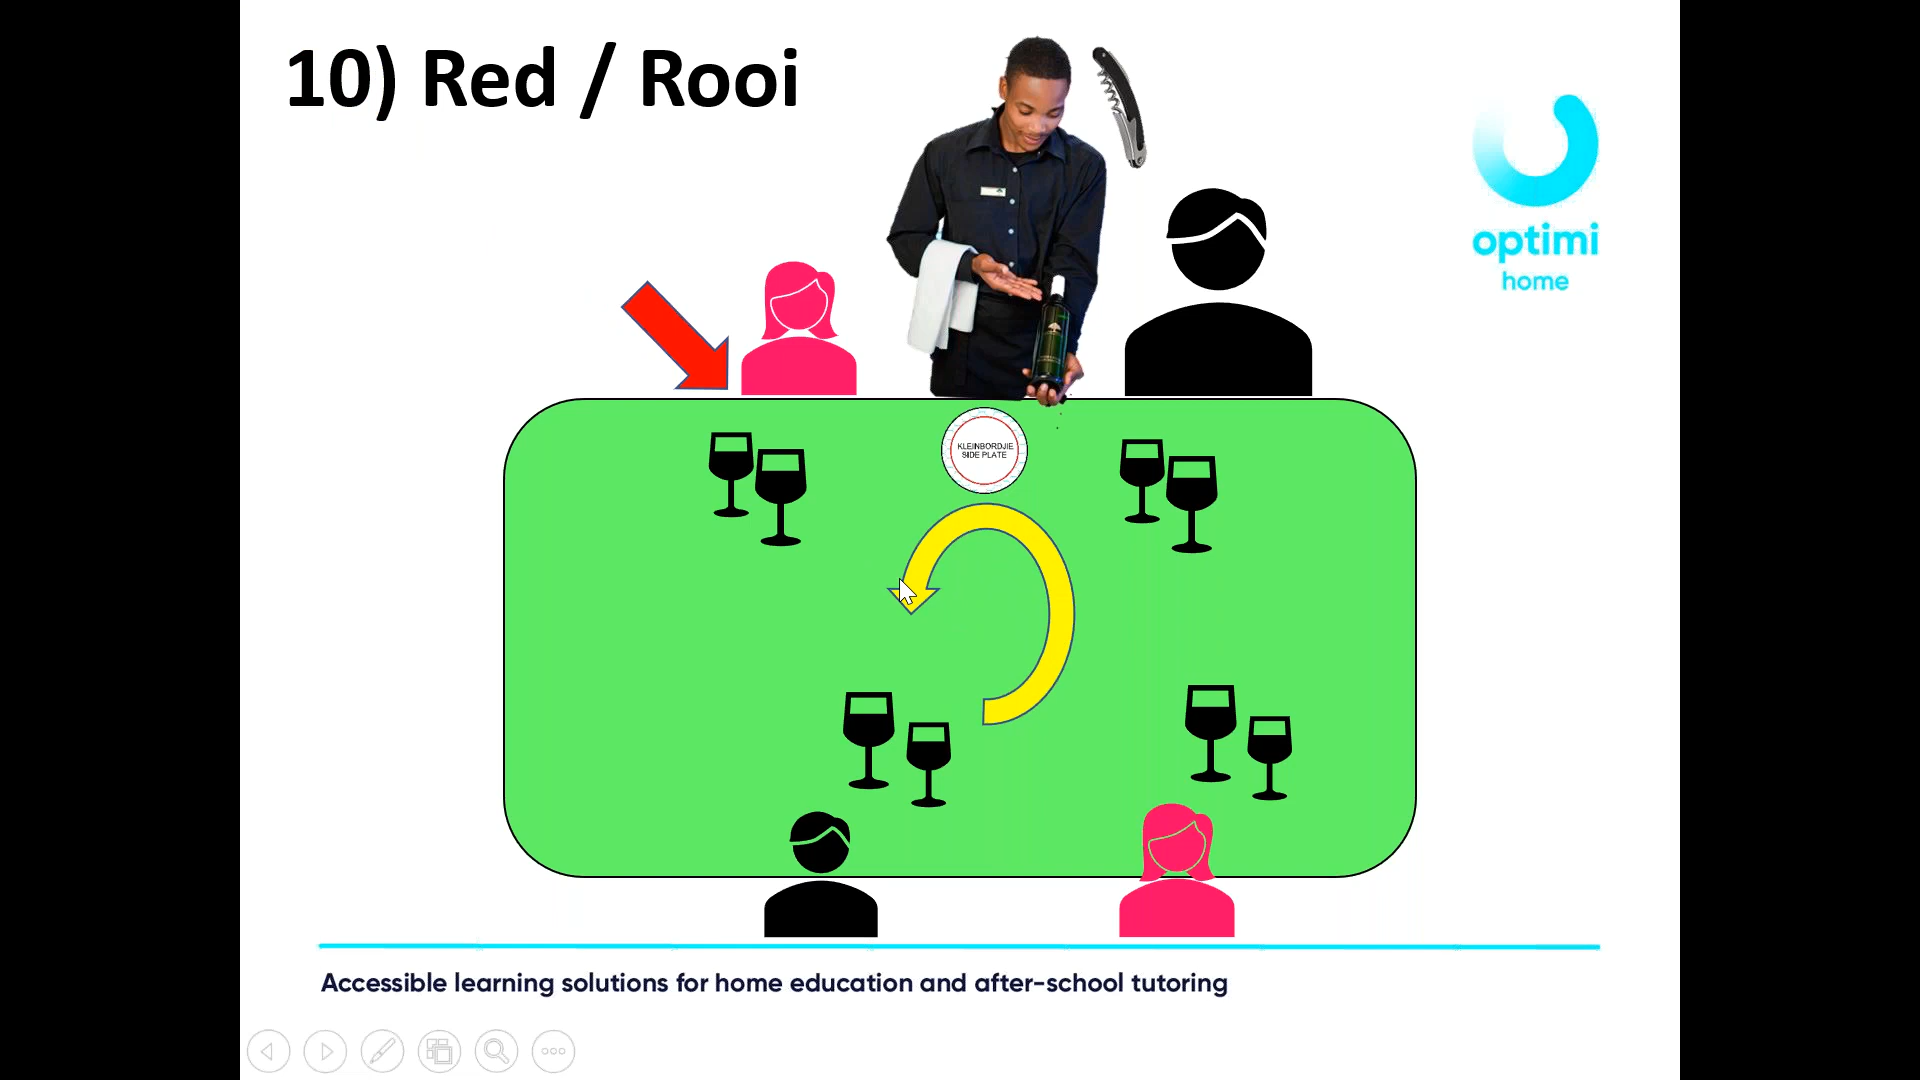 10) Red / Rooi
optimi
home
KLEINBORDJIE
SIDE PLATE
Accessible learning solutions for home education and after-school tutoring